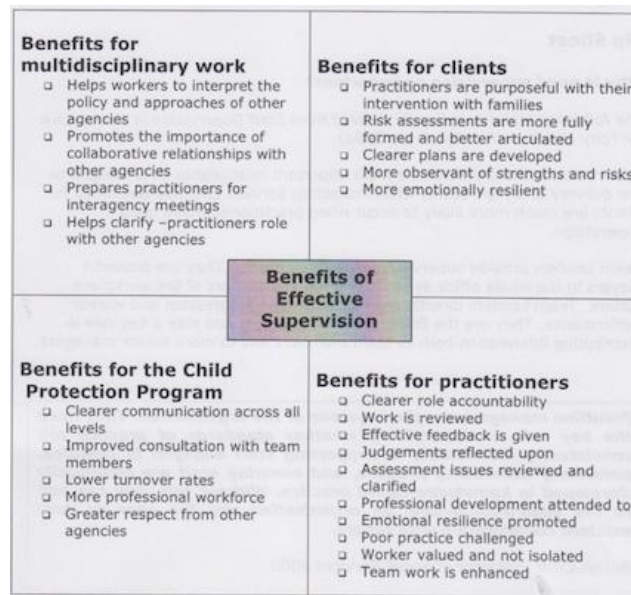 Benefits for
multidisciplinary work
Helps workers to interpret the
policy and approaches of other
agencies
Promotes the importance of
collaborative relationships with
other agencies
Prepares practitioners for
interagency meetings
Helps clarify –practitioners role
with other agencies
Benefits for clients
Practitioners are purposeful with their
intervention with families
Risk assessments are more fully
formed and better articulated
Clearer plans are developed
More observant of strengths and risks
More emotionally resilient
Benefits of
Effective
Supervision
Benefits for the Child
Protection Program
Clearer communication across all
levels
Improved consultation with
members
Lower turnover rates
More professional workforce
Greater respect from other
agencies
Benefits for practitioners
Clearer role accountability
Work is reviewed
Effective feedback is given
Judgements reflected upon
Assessment issues reviewed and
clarified
Professional development attended to
Emotional resilience promoted
Poor practice challenged
Worker valued and not isolated
Team work is enhanced